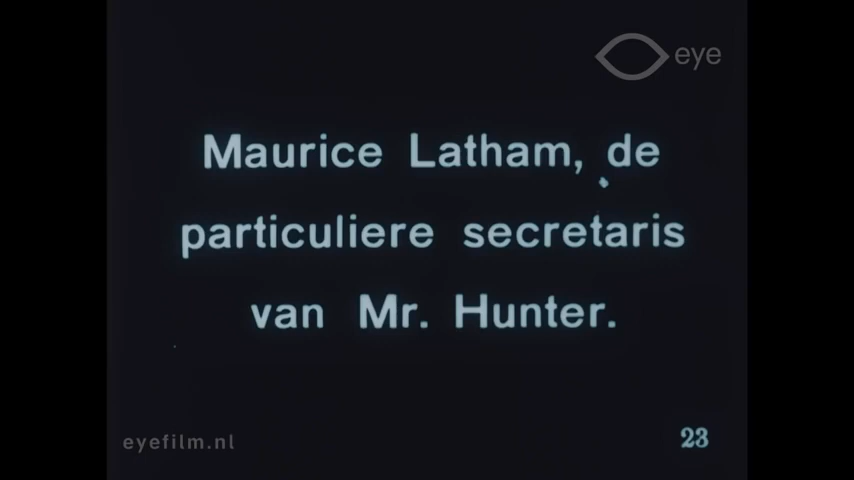 eye
Maurice Latham, de
particuliere secretaris
van Mr. Hunter.
eyefilm.nl
23